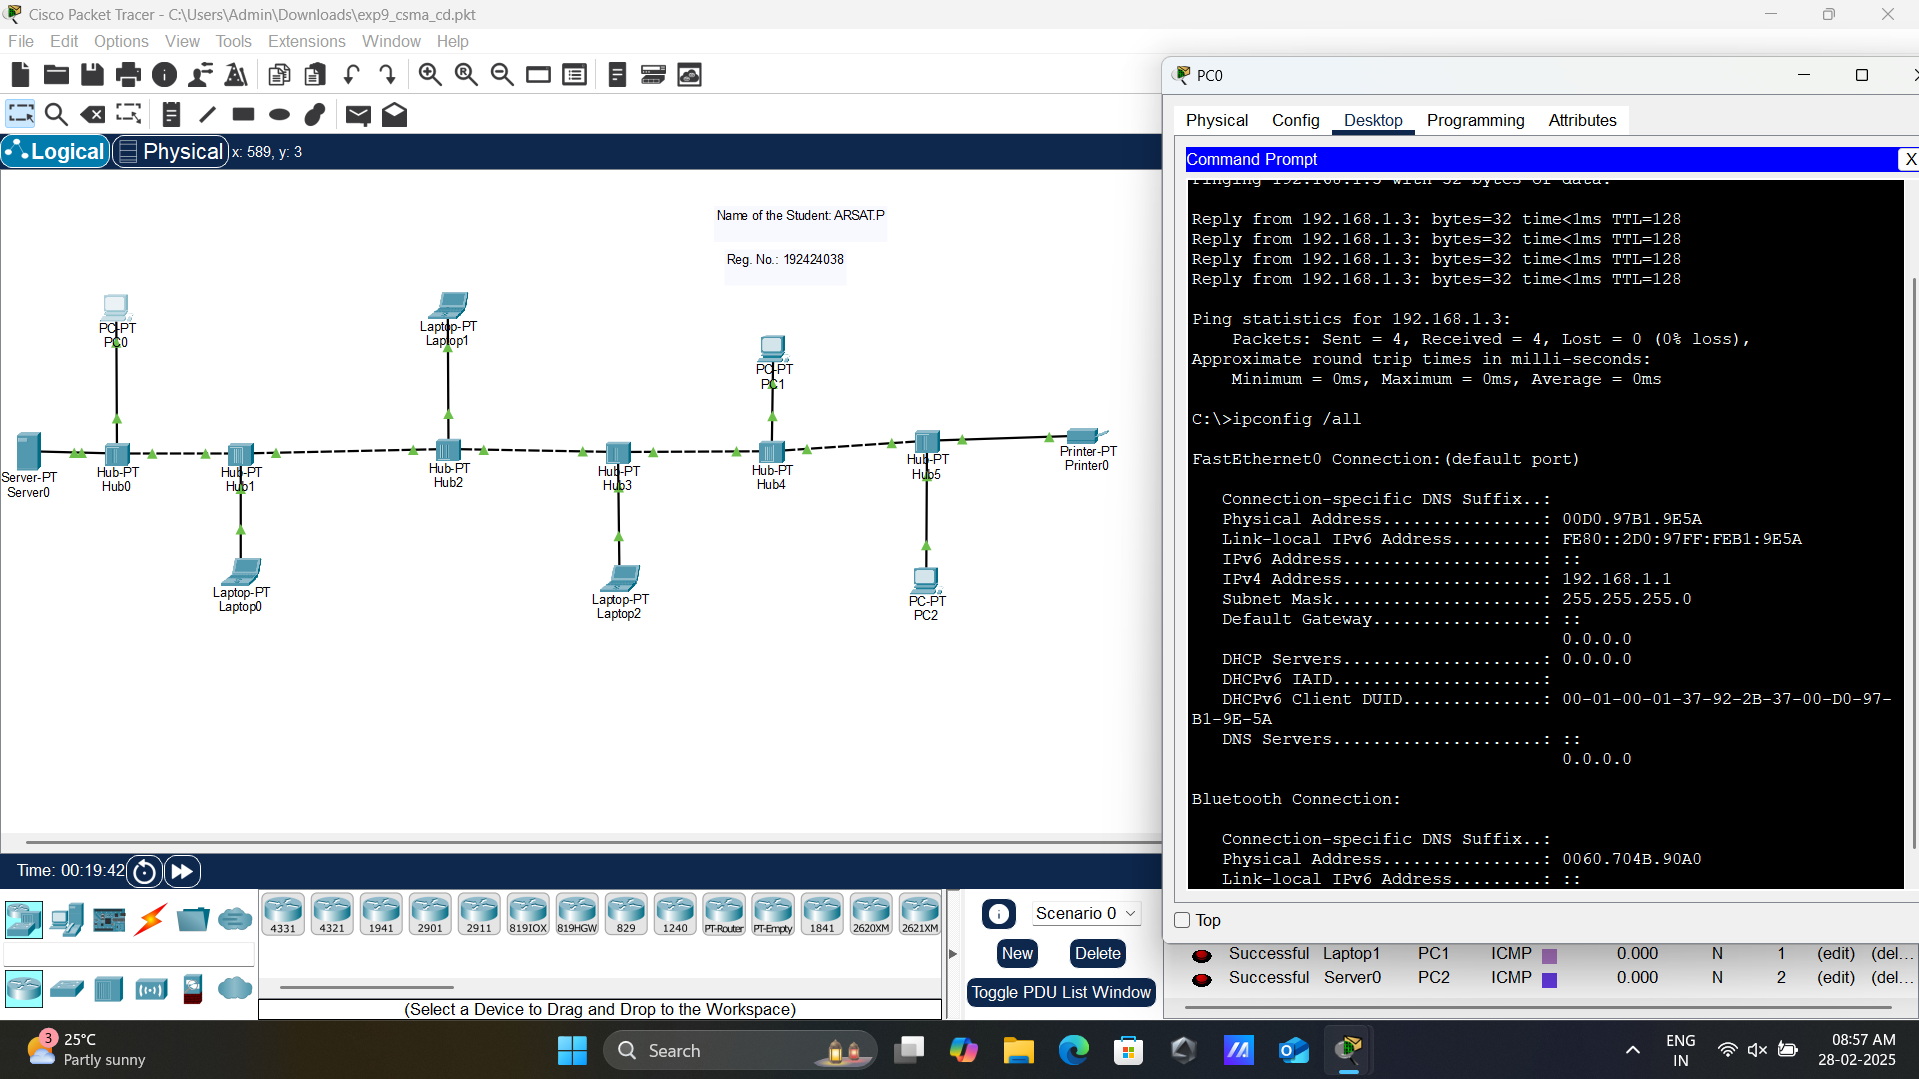 Cisco Packet Tracer - C:\Users\Admin\Downloads\exp9_csma_cd.pkt
File Edit Options View Tools Extensions Window Help
Logical
Physical
x: 589, y: 3
Name of the Student: ARSAT.P
Reg. No.: 192424038
PC-PT
PC0
Laptop-PT
Laptop1
PC-PT
PC1
Server-PT
Server0
Hub-PT
Hub0
Hub-PT
Hub1
Hub-PT
Hub2
Hub-PT
Hub3
Hub-PT
Hub4
Hub-PT
Hub5
Printer-PT
Printer0
Laptop-PT
Laptop0
Laptop-PT
Laptop2
PC-PT
PC2
PC0
Physical Config Desktop Programming Attributes
Command Prompt
X
Pinging 192.168.1.3 with 32 bytes of data:
Reply from 192.168.1.3: bytes=32 time<1ms TTL=128
Reply from 192.168.1.3: bytes=32 time<1ms TTL=128
Reply from 192.168.1.3: bytes=32 time<1ms TTL=128
Reply from 192.168.1.3: bytes=32 time<1ms TTL=128
Ping statistics for 192.168.1.3:
Packets: Sent = 4, Received = 4, Lost = 0 (0% loss),
Approximate round trip times in milli-seconds:
Minimum = 0ms, Maximum = 0ms, Average = 0ms
C:\>ipconfig /all
FastEthernet0 Connection:(default port)
Connection-specific DNS Suffix..:
Physical Address................: 00D0.97B1.9E5A
Link-local IPv6 Address.........: FE80::2D0:97FF:FEB1:9E5A
IPv6 Address....................: ::
IPv4 Address....................: 192.168.1.1
Subnet Mask.....................: 255.255.255.0
Default Gateway.................: ::
0.0.0.0
DHCP Servers....................: 0.0.0.0
DHCPv6 IAID.....................:
DHCPv6 Client DUID..............: 00-01-00-01-37-92-2B-37-00-D0-97-
B1-9E-5A
DNS Servers.....................: ::
0.0.0.0
Bluetooth Connection:
Connection-specific DNS Suffix..:
Physical Address................: 0060.704B.90A0
Link-local IPv6 Address.........: ::
Top
Time: 00:19:42
4331 4321 1941 2901 2911 819IOX 819HGW 829 1240 PT-Router PT-Empty 1841 2620XM 2621XM
(Select a Device to Drag and Drop to the Workspace)
Scenario 0
New
Delete
Toggle PDU List Window
Successful Laptop1 PC1 ICMP 0.000 N 1 (edit) (del...
Successful Server0 PC2 ICMP 0.000 N 2 (edit) (del...
3
25°C
Partly sunny
Search
ENG
IN
08:57 AM
28-02-2025